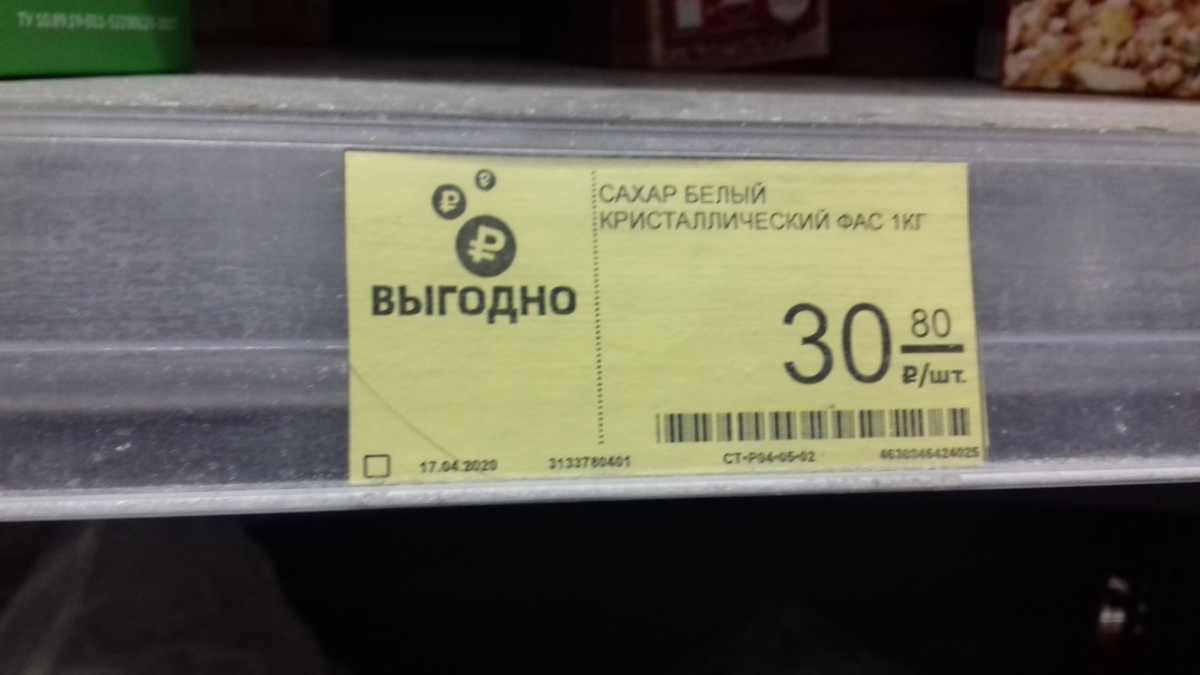 ВЫГОДНО
САХАР БЕЛЫЙ
КРИСТАЛЛИЧЕСКИЙ ФАС 1КГ
30 80
₽/шт.
17.04.2020 3133780401 СТ-Р04-05-02